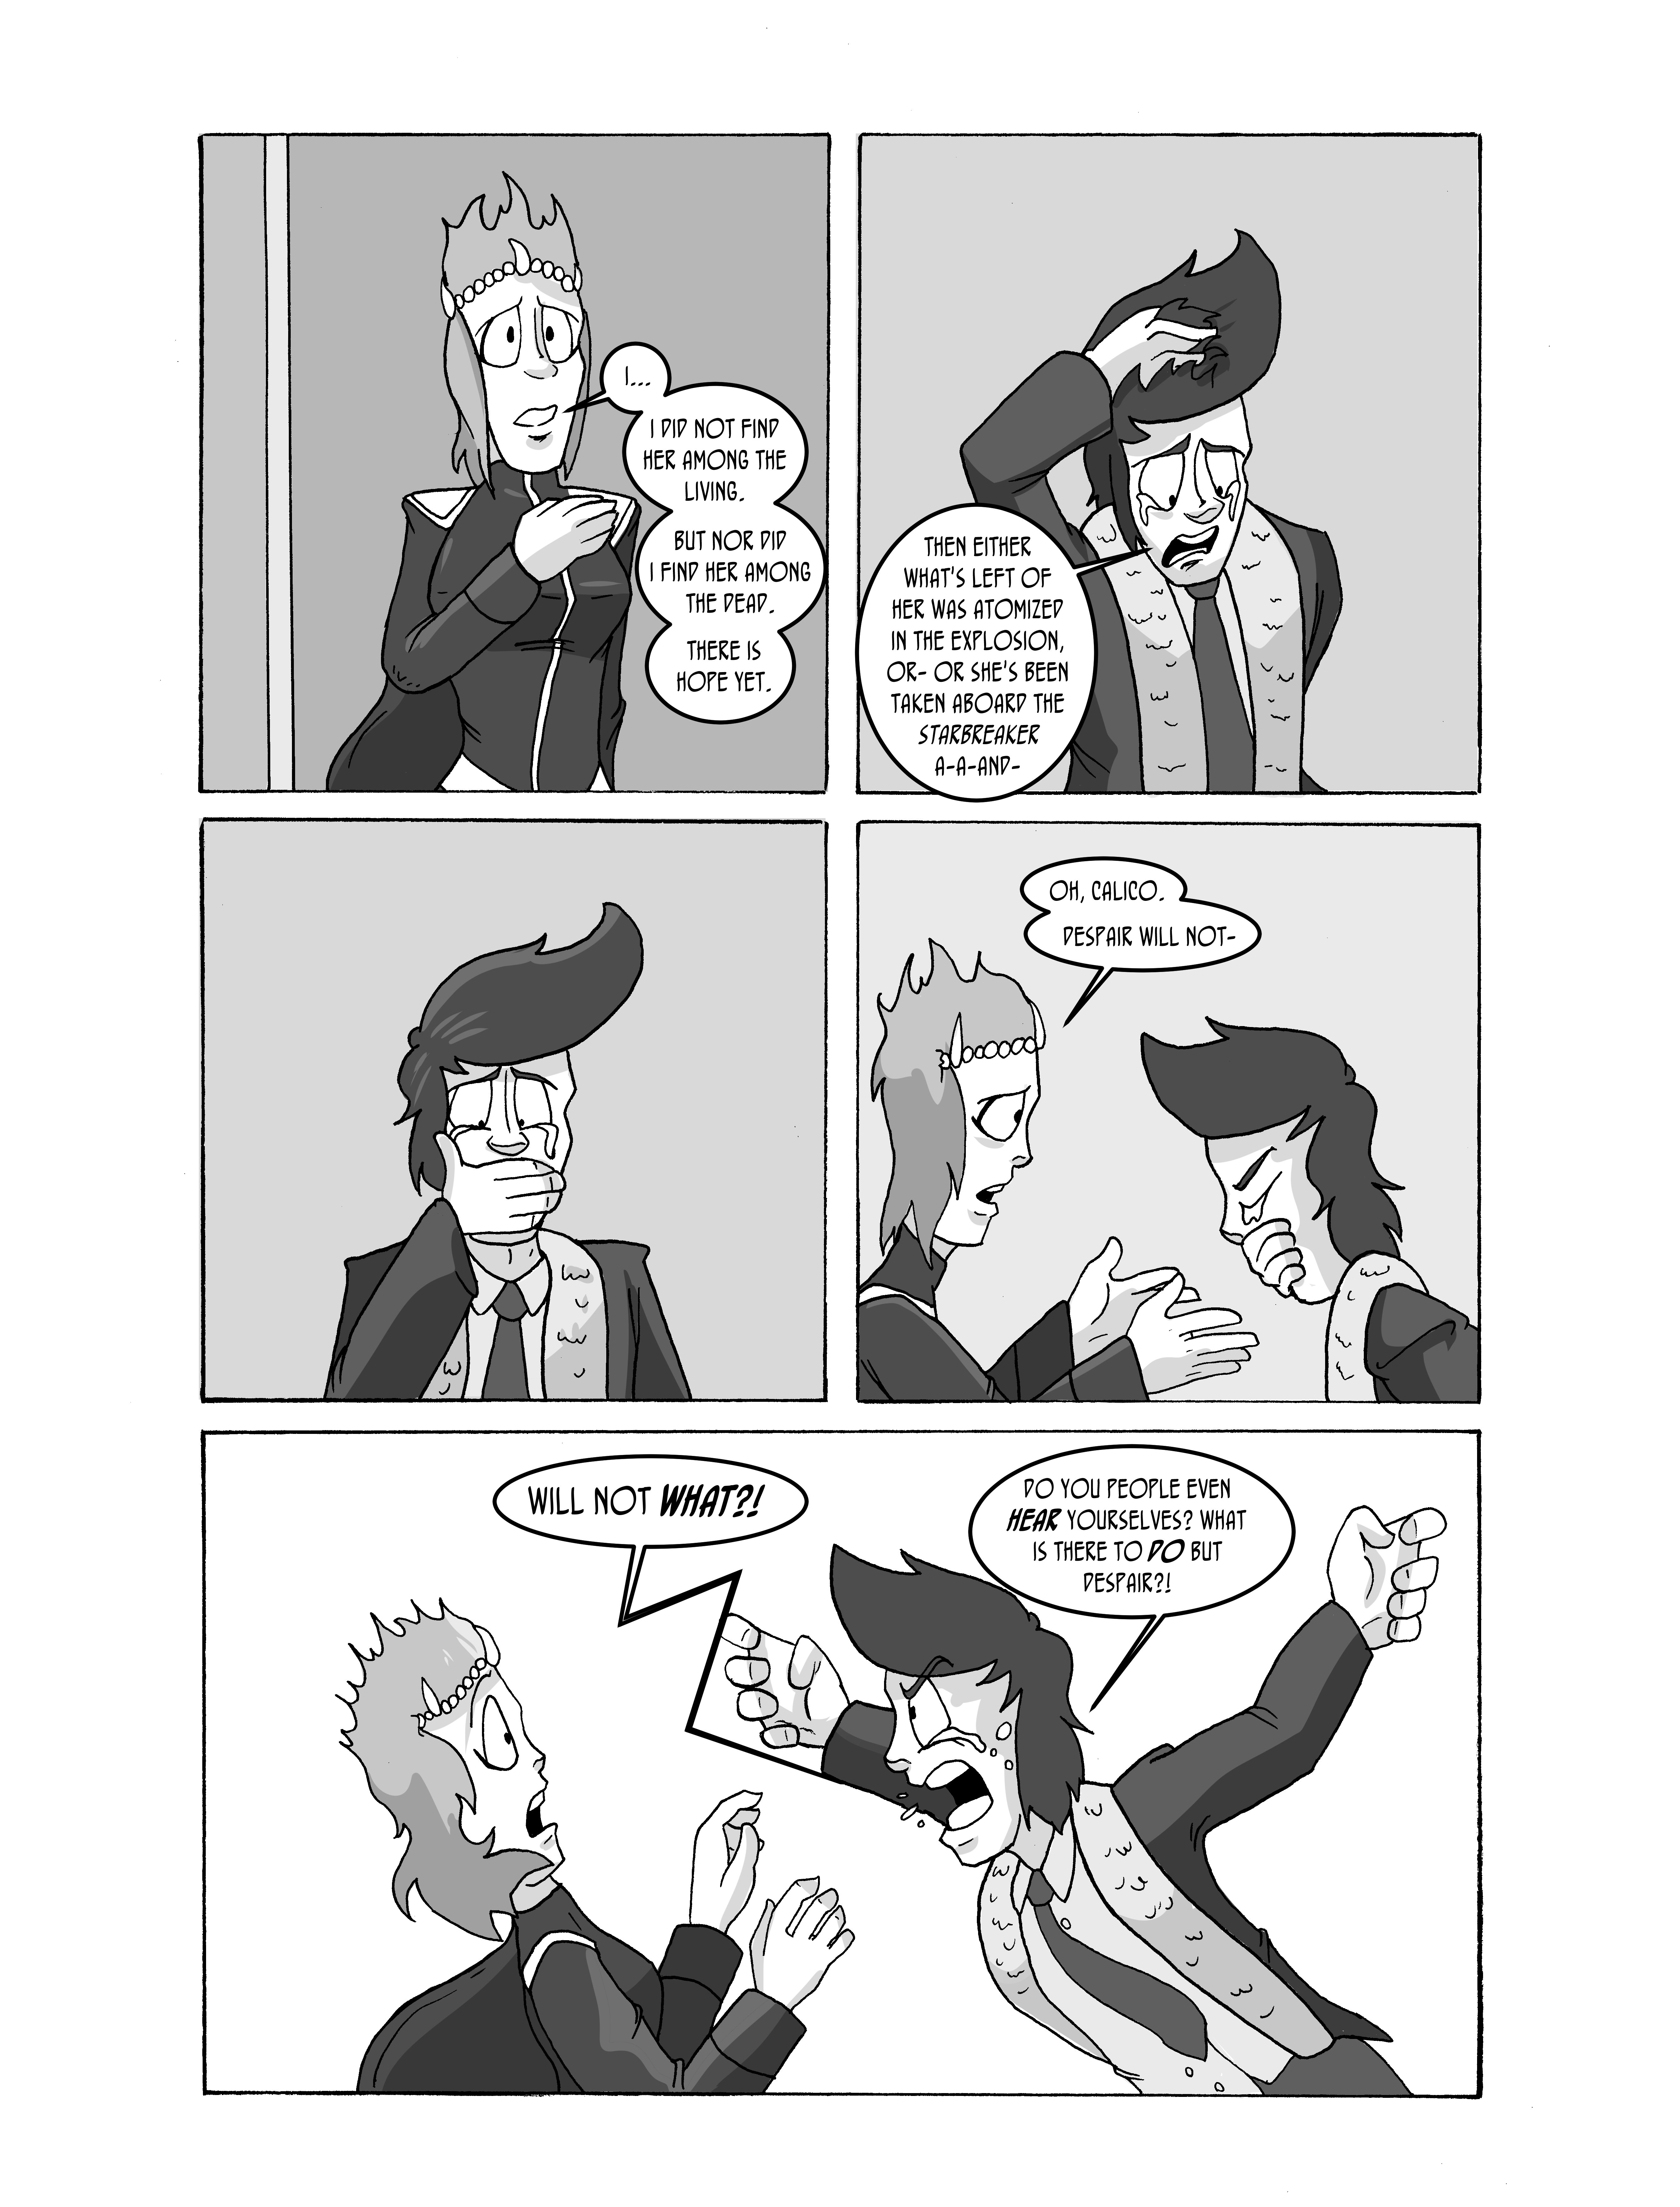 I...
I DID NOT FIND
HER AMONG THE
LIVING.
BUT NOR DID
I FIND HER AMONG
THE DEAD.
THERE IS
HOPE YET.
THEN EITHER
WHAT'S LEFT OF
HER WAS ATOMIZED
IN THE EXPLOSION,
OR- OR SHE'S BEEN
TAKEN ABOARD THE
STARBREAKER
A-A-AND-
OH, CALICO.
DESPAIR WILL NOT-
WILL NOT WHAT?!
DO YOU PEOPLE EVEN
HEAR YOURSELVES? WHAT
IS THERE TO DO BUT
DESPAIR?!